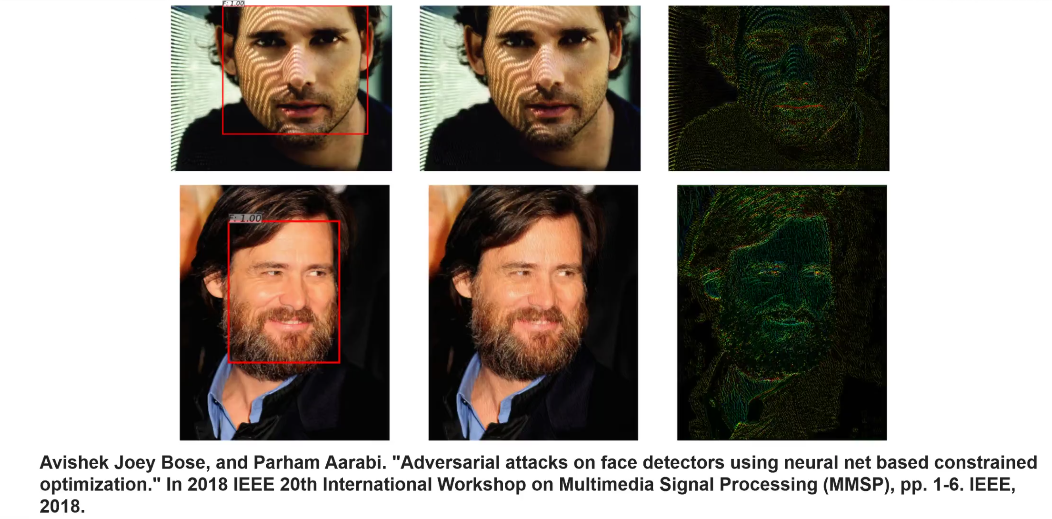 F: 1.00
F: 1.00
Avishek Joey Bose, and Parham Aarabi. "Adversarial attacks on face detectors using neural net based constrained
optimization." In 2018 IEEE 20th International Workshop on Multimedia Signal Processing (MMSP), pp. 1-6. IEEE,
2018.